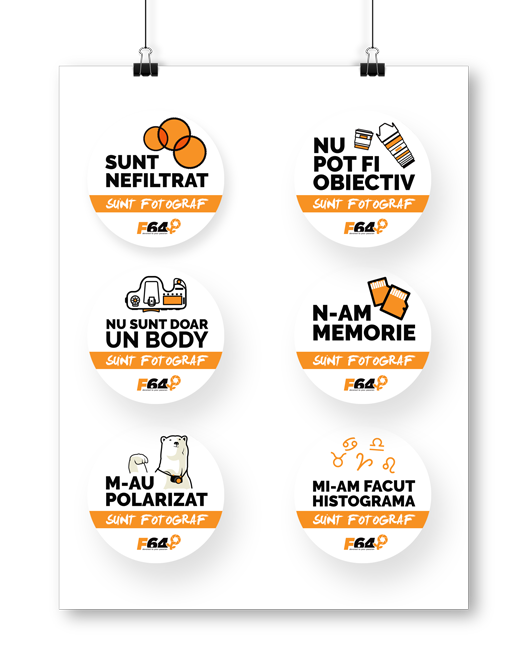 SUNT
NEFILTRAT
SUNT FOTOGRAF
F64
NU
POT FI
OBIECTIV
SUNT FOTOGRAF
F64
NU SUNT DOAR
UN BODY
SUNT FOTOGRAF
F64
N-AM
MEMORIE
SUNT FOTOGRAF
F64
M-AU
POLARIZAT
SUNT FOTOGRAF
F64
MI-AM FACUT
HISTOGRAMA
SUNT FOTOGRAF
F64